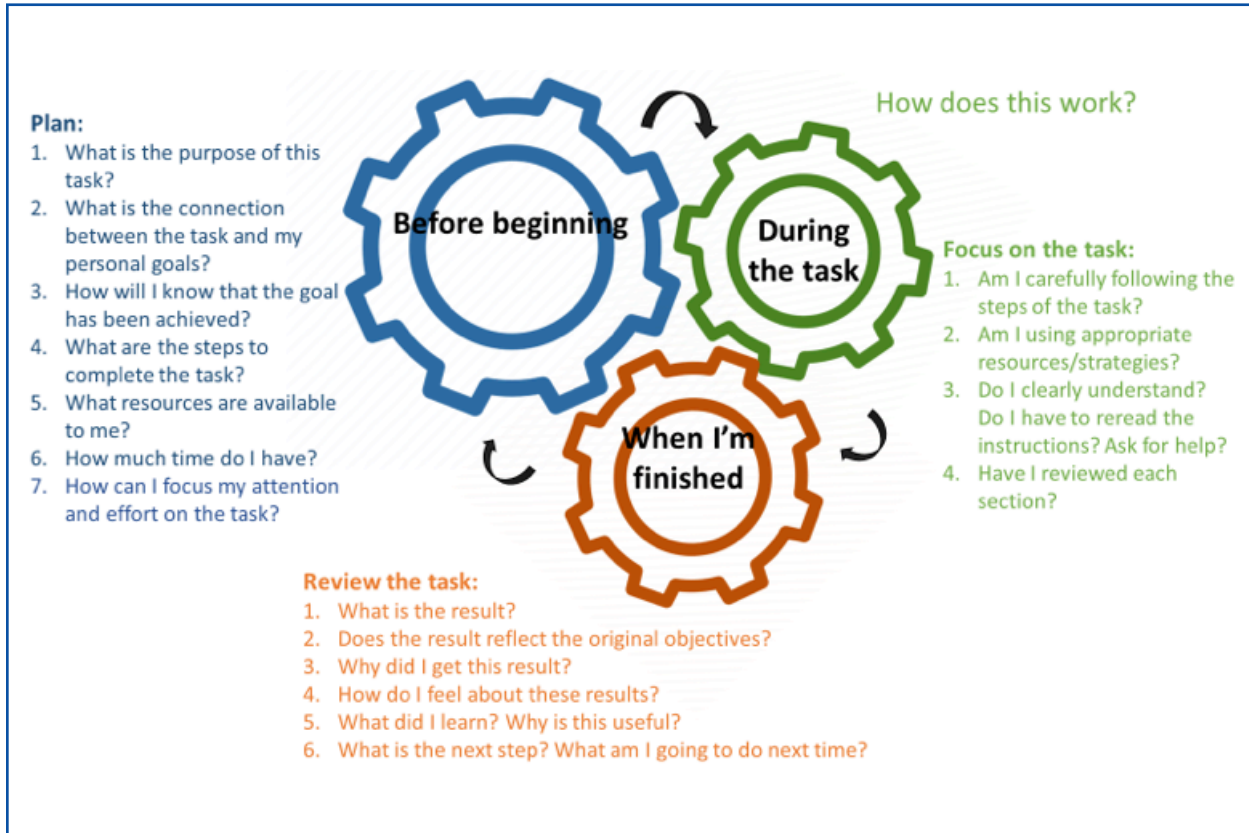 How does this work?
Plan:
1. What is the purpose of this
task?
2. What is the connection
between the task and my
personal goals?
3. How will I know that the goal
has been achieved?
4. What are the steps to
complete the task?
5. What resources are available
to me?
6. How much time do I have?
7. How can I focus my attention
and effort on the task?
Before beginning
During
the task
When I'm
finished
Focus on the task:
1. Am I carefully following the
steps of the task?
2. Am I using appropriate
resources/strategies?
3. Do I clearly understand?
Do I have to reread the
instructions? Ask for help?
4. Have I reviewed each
section?
Review the task:
1. What is the result?
2. Does the result reflect the original objectives?
3. Why did I get this result?
4. How do I feel about these results?
5. What did I learn? Why is this useful?
6. What is the next step? What am I going to do next time?